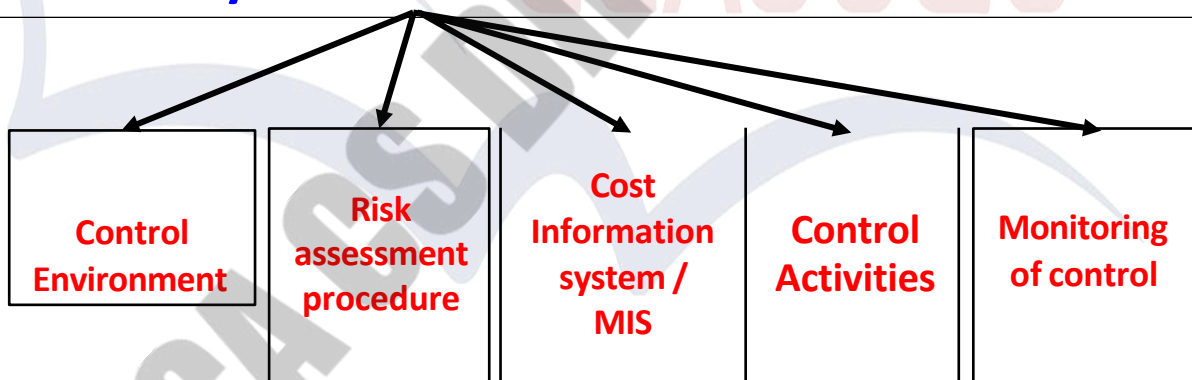 Control
Environment
Risk
assessment
procedure
Cost
Information
system /
MIS
Control
Activities
Monitoring
of control